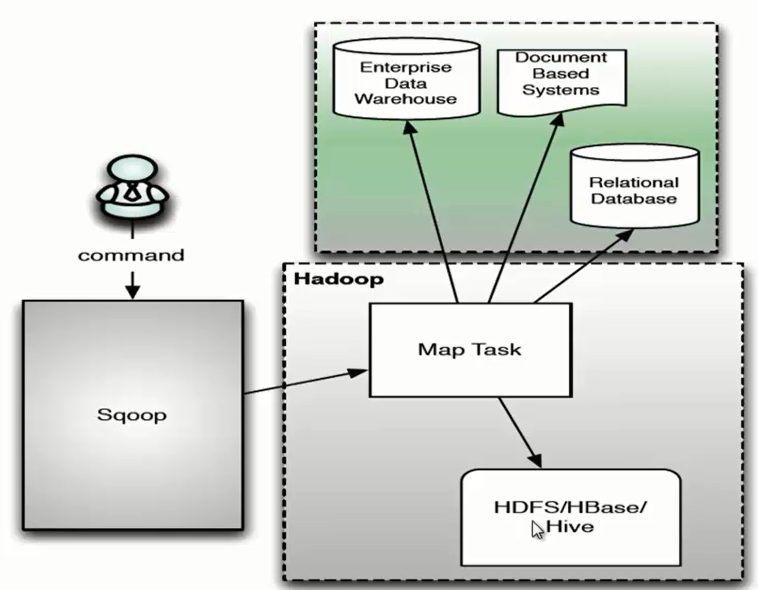 Enterprise
Data
Warehouse
Document
Based
Systems
Relational
Database
command
Hadoop
Map Task
Sqoop
HDFS/HBase/
Hive